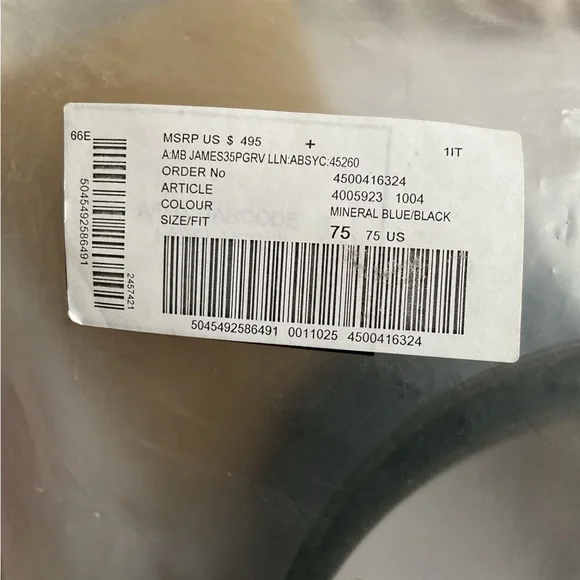 66E
MSRP US $ 495 + 1IT
A:MB JAMES35PGRV LLN:ABSYC:45260
ORDER No 4500416324
ARTICLE 4005923 1004
COLOUR MINERAL BLUE/BLACK
SIZE/FIT 75 75 US
5045492586491 0011025 4500416324
5045492586491
2457421